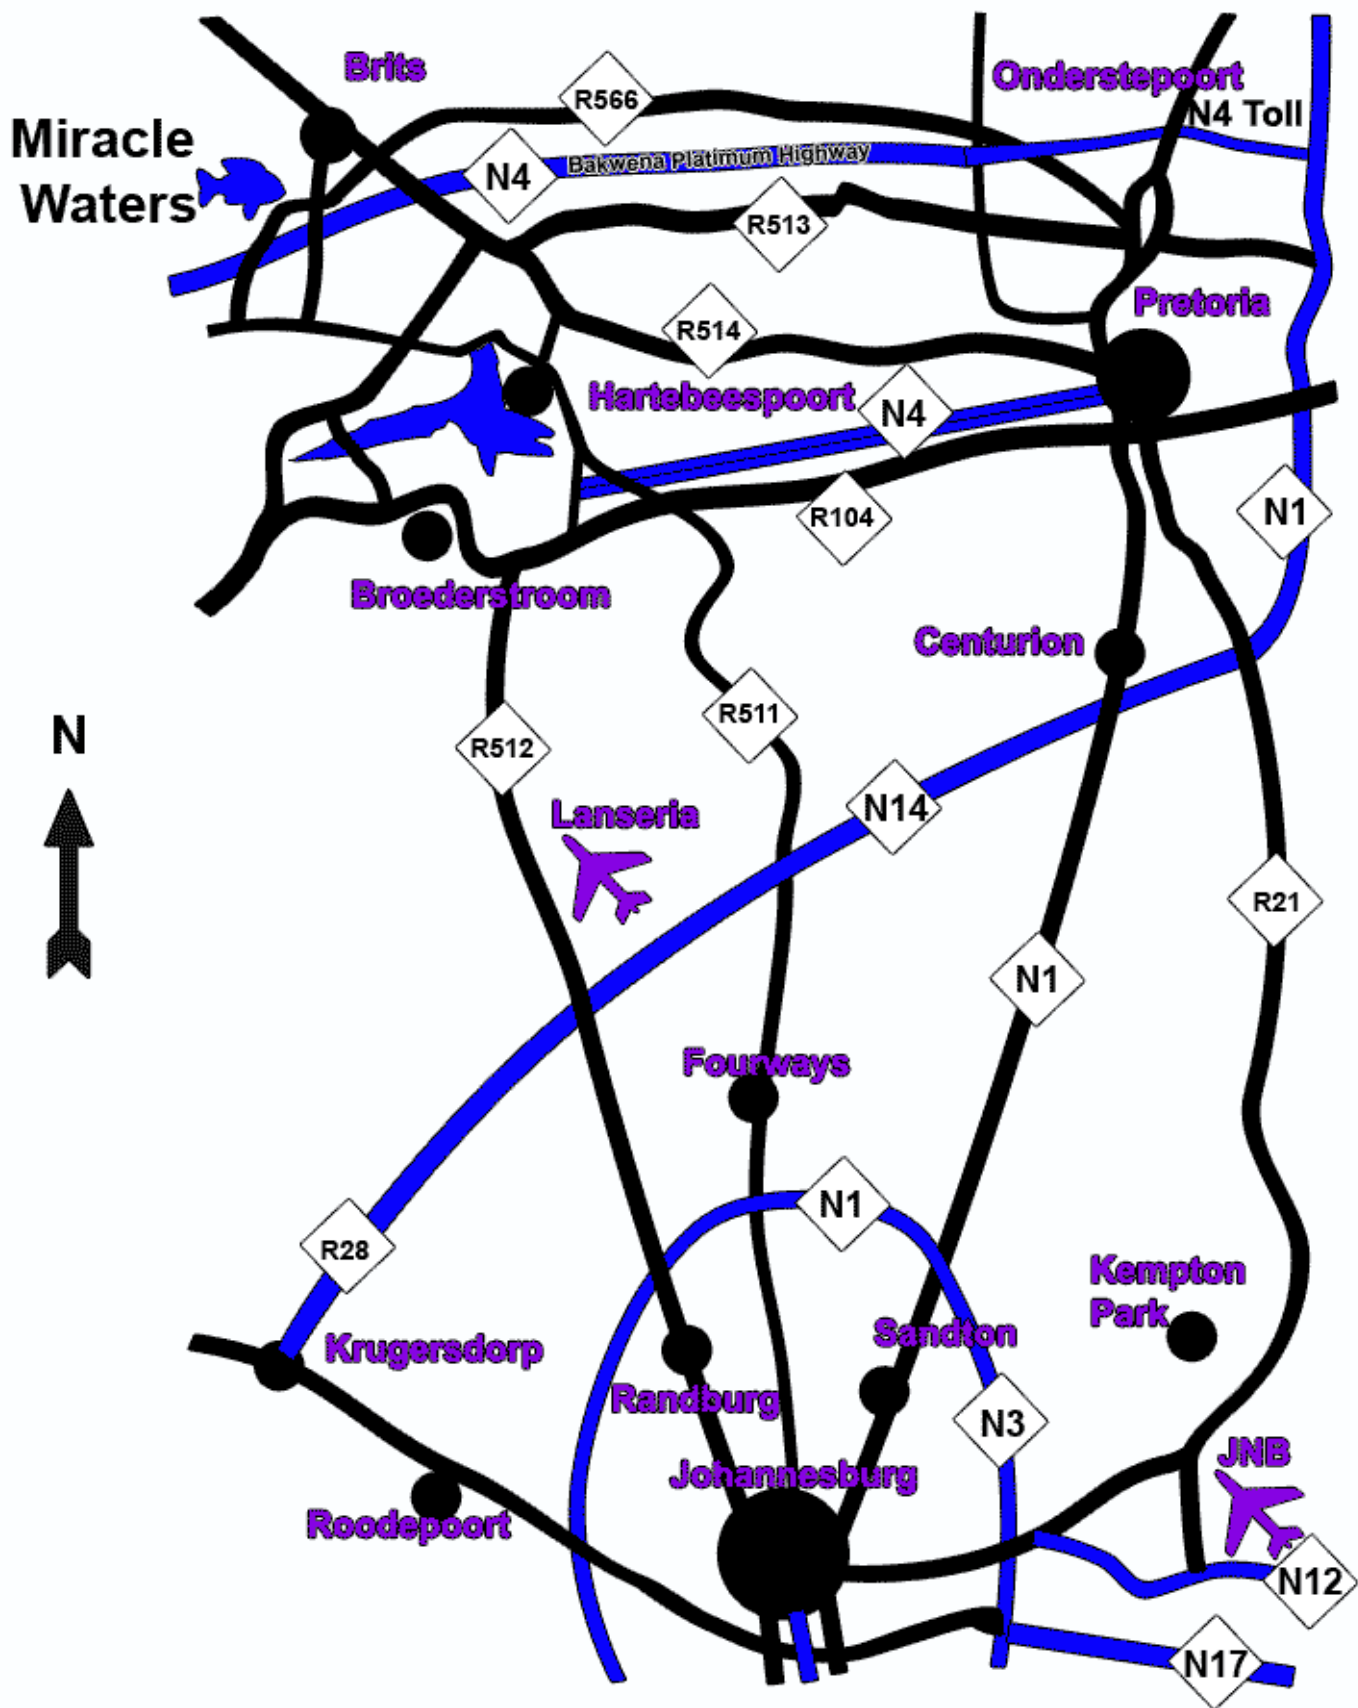 Brits
R566
Onderstepoort
N4 Toll
Miracle
Waters
N4
Bakwena Platimum Highway
R513
Pretoria
R514
Hartebeespoort
N4
R104
N1
Broederstroom
Centurion
R511
N
R512
Lanseria
N14
R21
N1
Fourways
N1
R28
Kempton
Park
Krugersdorp
Sandton
Randburg
N3
JNB
Johannesburg
Roodepoort
N12
N17